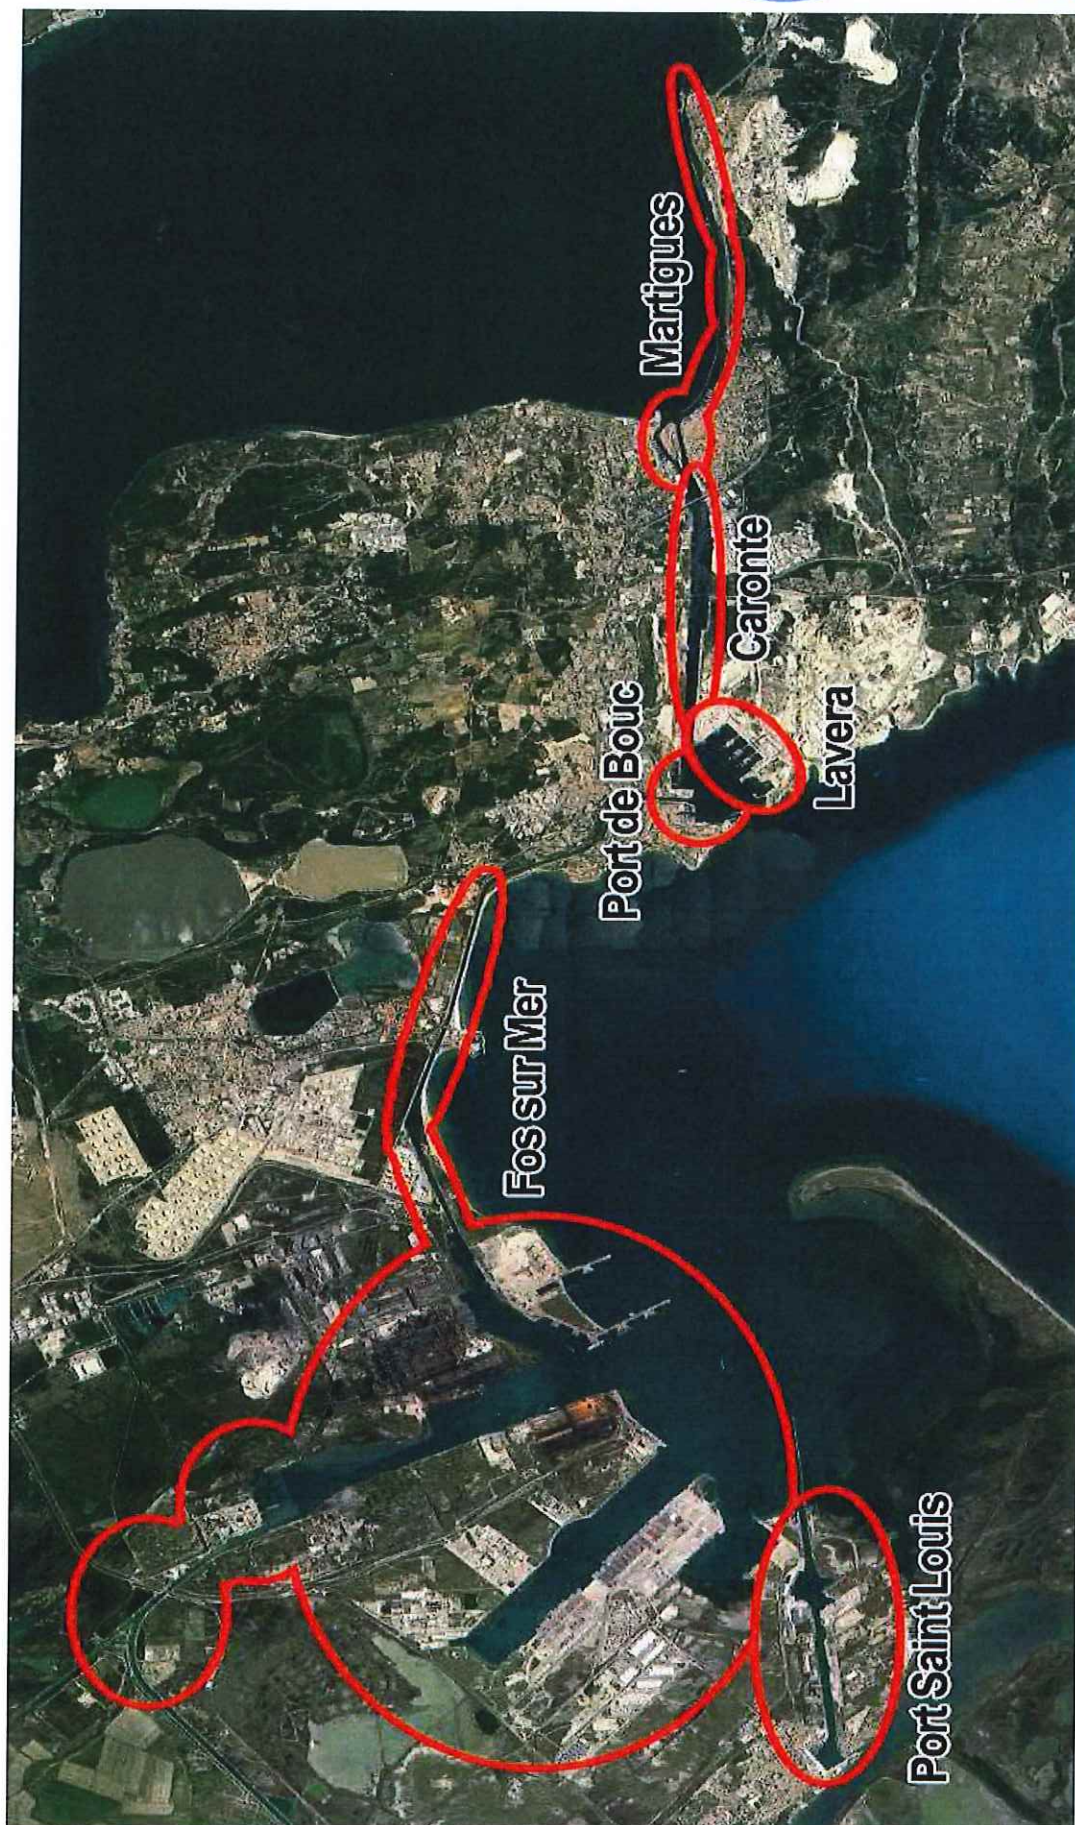 Martigues
Caronte
Port de Bouc
Lavera
Fos sur Mer
Port Saint Louis